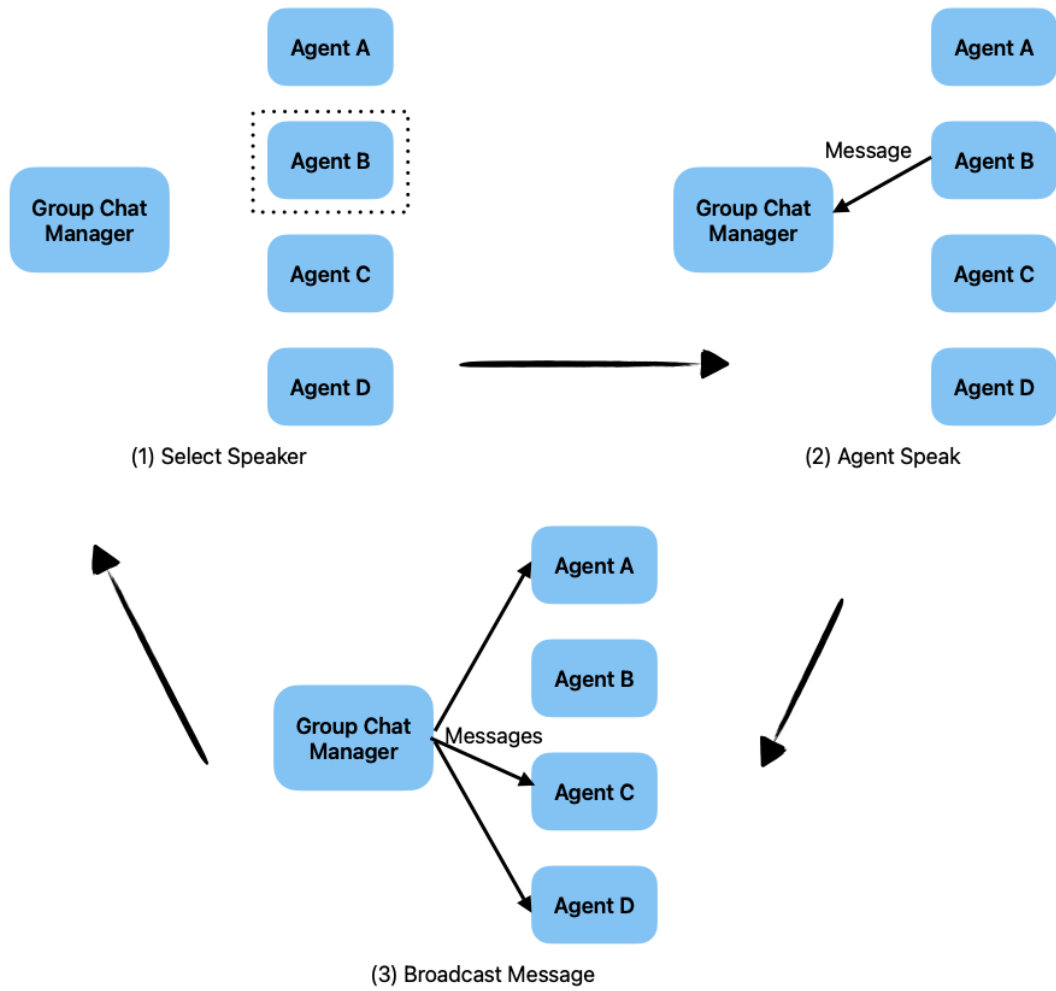 Agent A
Agent B
Group Chat
Manager
Agent C
Agent D
(1) Select Speaker
Agent A
Message
Agent B
Group Chat
Manager
Agent C
Agent D
(2) Agent Speak
Agent A
Agent B
Group Chat
Manager
Messages
Agent C
Agent D
(3) Broadcast Message